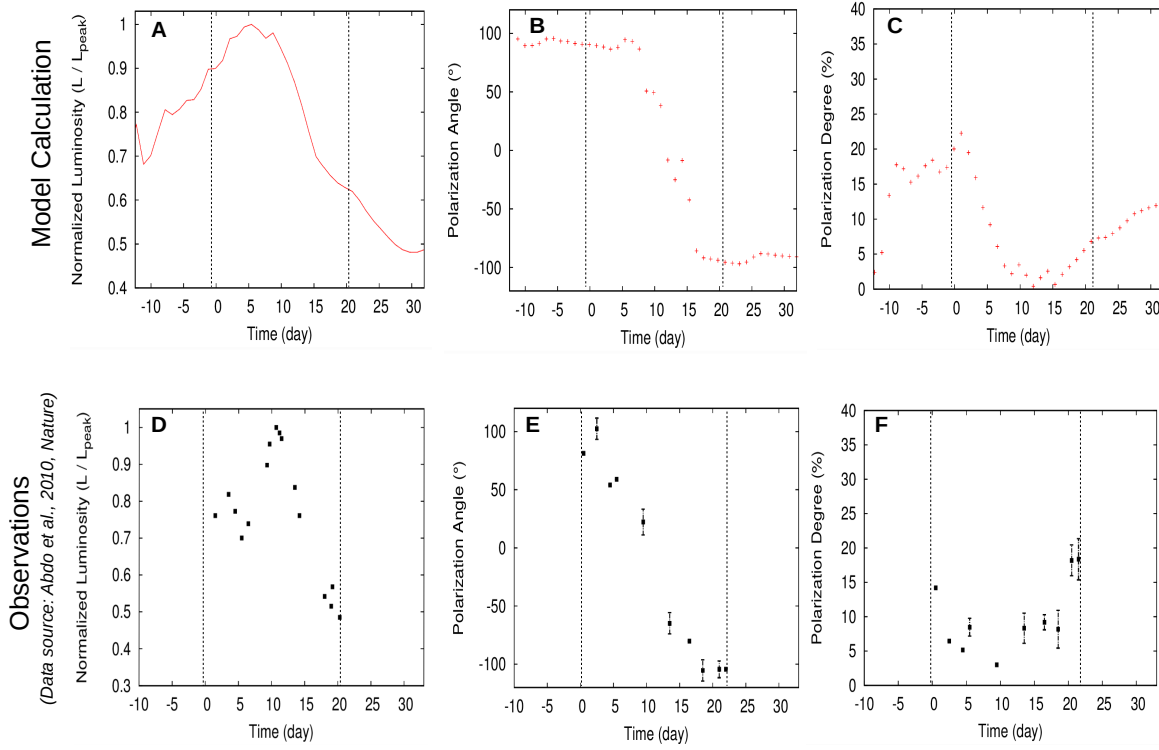 Model Calculation
Normalized Luminosity (L / Lpeak)
A
1
0.9
0.8
0.7
0.6
0.5
0.4
-10 -5 0 5 10 15 20 25 30
Time (day)
Polarization Angle (°)
B
100
50
0
-50
-100
-10 -5 0 5 10 15 20 25 30
Time (day)
Polarization Degree (%)
C
40
35
30
25
20
15
10
5
0
-10 -5 0 5 10 15 20 25 30
Time (day)
Observations
(Data source: Abdo et al., 2010, Nature)
Normalized Luminosity (L / Lpeak)
D
1
0.9
0.8
0.7
0.6
0.5
0.4
0.3
-10 -5 0 5 10 15 20 25 30
Time (day)
Polarization Angle (°)
E
100
50
0
-50
-100
-10 -5 0 5 10 15 20 25 30
Time (day)
Polarization Degree (%)
F
40
35
30
25
20
15
10
5
0
-10 -5 0 5 10 15 20 25 30
Time (day)